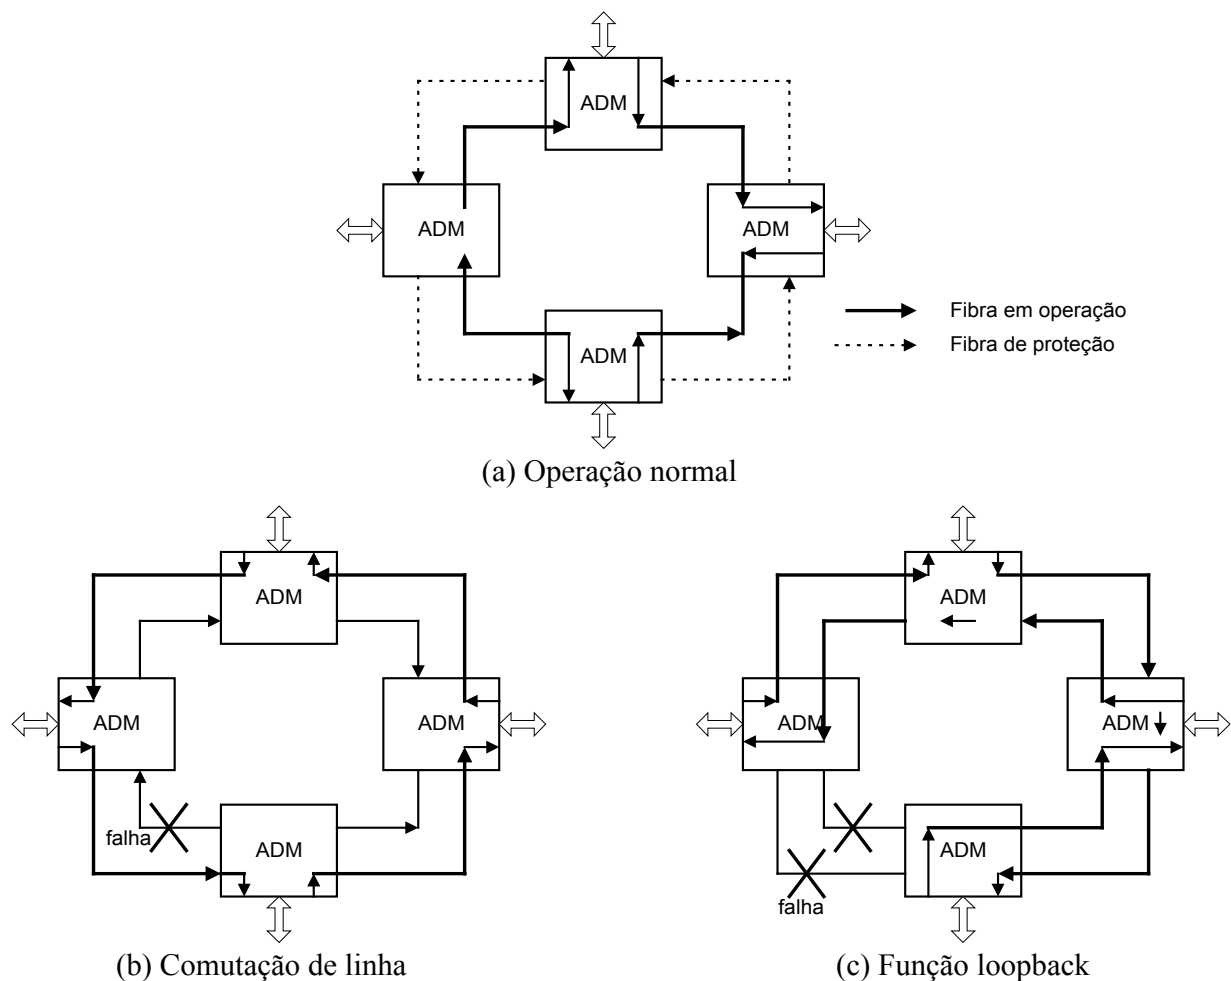 ADM
ADM
ADM
ADM
Fibra em operação
Fibra de proteção
(a) Operação normal
ADM
ADM
ADM
falha
ADM
(b) Comutação de linha
ADM
ADM
ADM
ADM
falha
(c) Função loopback